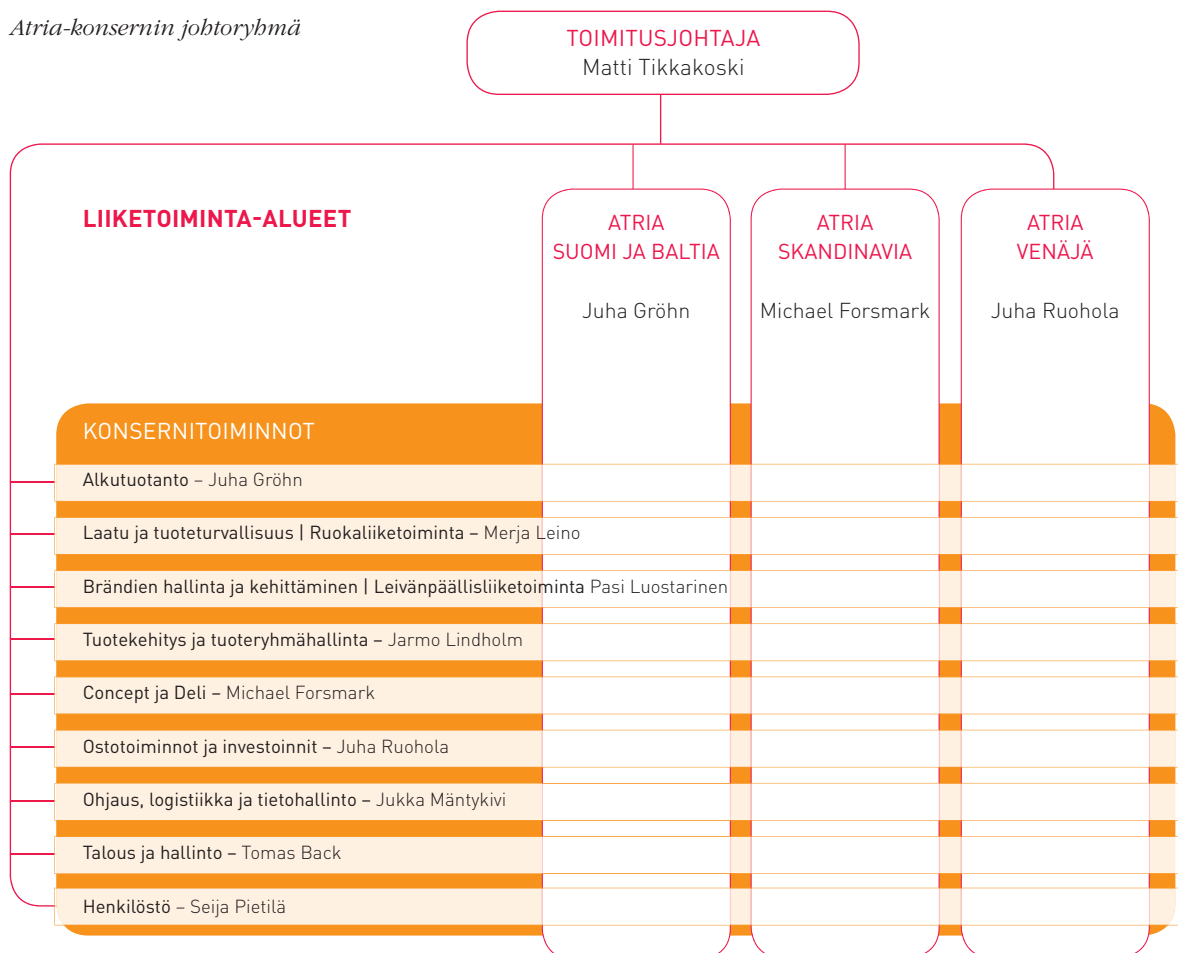 Atria-konsernin johtoryhmä
TOIMITUSJOHTAJA
Matti Tikkakoski
LIIKETOIMINTA-ALUEET
ATRIA
SUOMI JA BALTIA
Juha Gröhn
ATRIA
SKANDINAVIA
Michael Forsmark
ATRIA
VENÄJÄ
Juha Ruohola
KONSERNITOIMINNOT
Alkutuotanto – Juha Gröhn
Laatu ja tuoteturvallisuus | Ruokaliiketoiminta – Merja Leino
Brändien hallinta ja kehittäminen | Leivänpäällisliiketoiminta Pasi Luostarinen
Tuotekehitys ja tuoteryhmähallinta – Jarmo Lindholm
Concept ja Deli – Michael Forsmark
Ostotoiminnot ja investoinnit – Juha Ruohola
Ohjaus, logistiikka ja tietohallinto – Jukka Mäntykivi
Talous ja hallinto – Tomas Back
Henkilöstö – Seija Pietilä